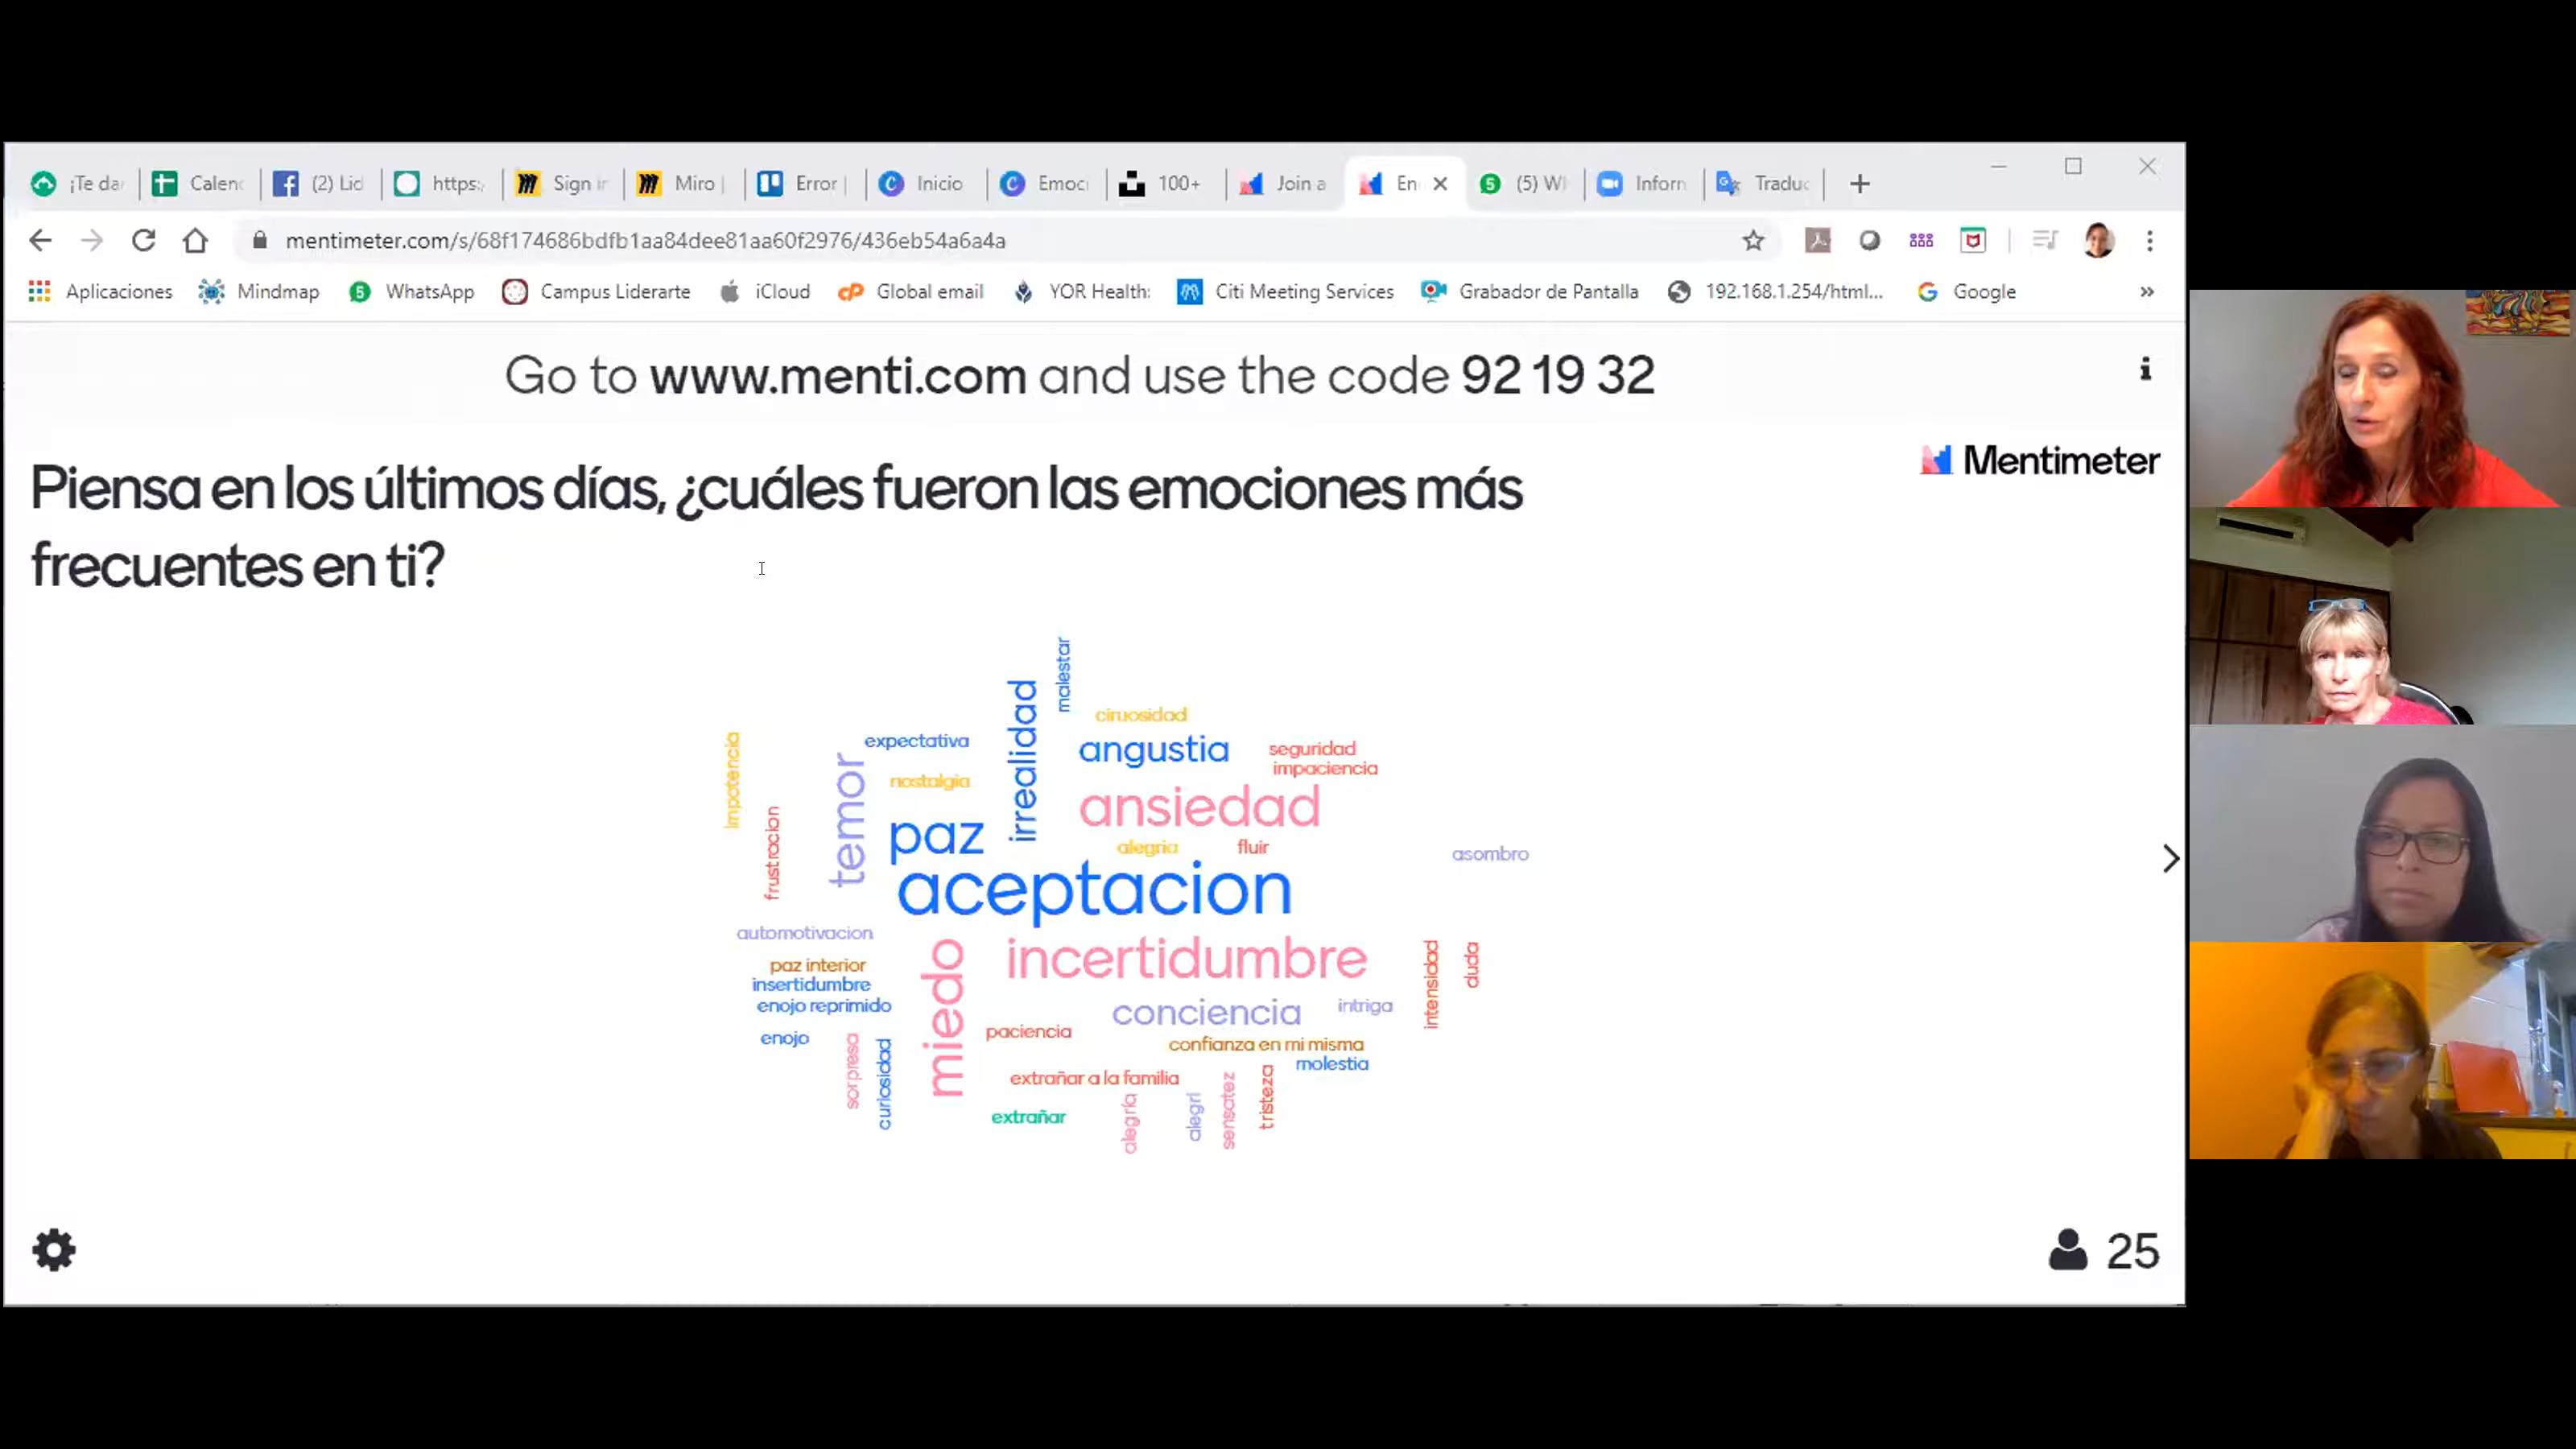 ¡Te da
Calenc
(2) Lid
https:
Sign in
Miro |
Error |
Inicio
Emoci
100+
Join a
En
(5) W
Inforn
Traduc
mentimeter.com/s/68f174686bdfb1aa84dee81aa60f2976/436eb54a6a4a
Aplicaciones
Mindmap
WhatsApp
Campus Liderarte
iCloud
Global email
YOR Health:
Citi Meeting Services
Grabador de Pantalla
192.168.1.254/html...
Google
»
Go to www.menti.com and use the code 92 19 32
Mentimeter
Piensa en los últimos días, ¿cuáles fueron las emociones más
frecuentes en ti?
malestar
irrealidad
ciruosidad
impotencia
expectativa
angustia
seguridad
impaciencia
temor
nostalgia
ansiedad
frustracion
paz
alegria
fluir
asombro
aceptacion
automotivacion
miedo
incertidumbre
intensidad
duda
paz interior
insertidumbre
enojo reprimido
conciencia
intriga
enojo
paciencia
confianza en mi misma
molestia
sorpresa
curiosidad
extrañar a la familia
extrañar
alegría
alegri
sensatez
tristeza
25